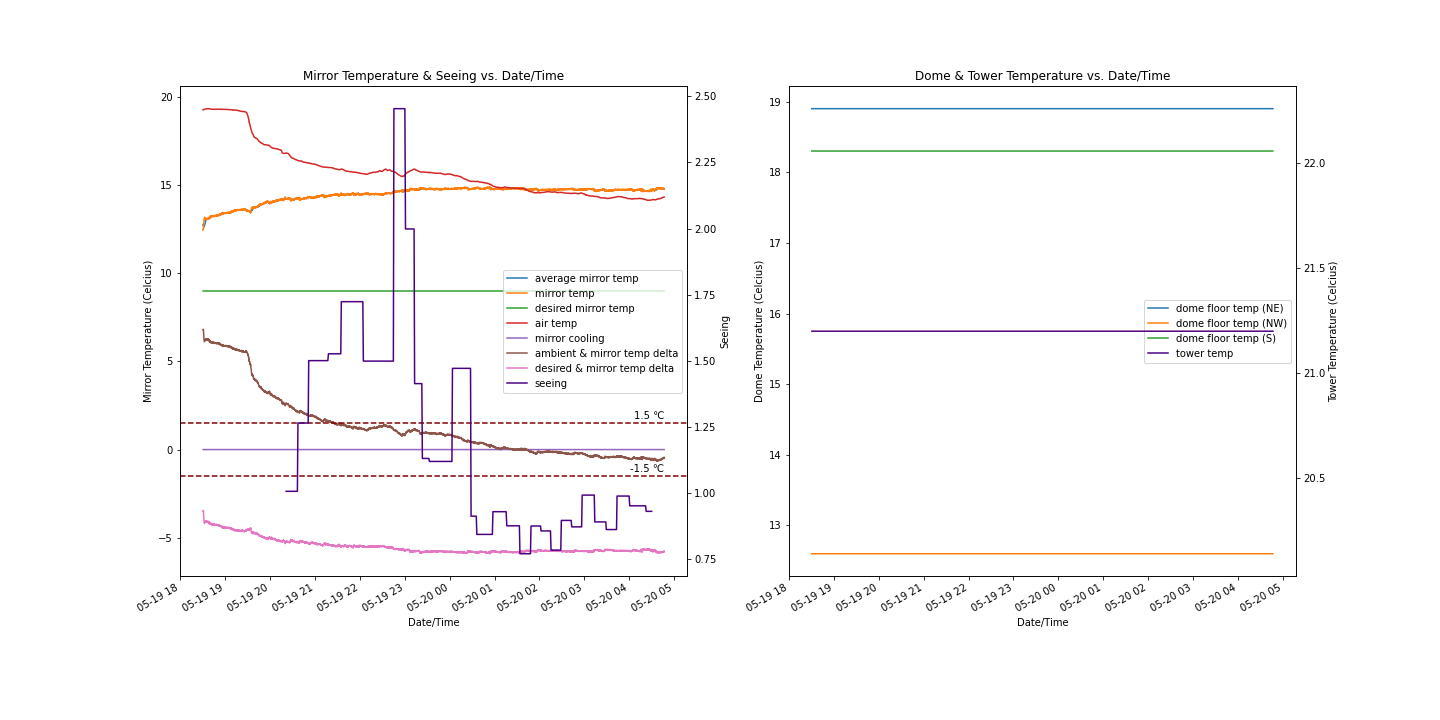 Mirror Temperature & Seeing vs. Date/Time
Mirror Temperature (Celcius)
20
15
10
5
0
−5
2.50
2.25
2.00
1.75
1.50
1.25
1.00
0.75
Seeing
average mirror temp
mirror temp
desired mirror temp
air temp
mirror cooling
ambient & mirror temp delta
desired & mirror temp delta
seeing
1.5 °C
-1.5 °C
05-19 18
05-19 19
05-19 20
05-19 21
05-19 22
05-19 23
05-20 00
05-20 01
05-20 02
05-20 03
05-20 04
05-20 05
Date/Time
Dome & Tower Temperature vs. Date/Time
Dome Temperature (Celcius)
19
18
17
16
15
14
13
22.0
21.5
21.0
20.5
Tower Temperature (Celcius)
dome floor temp (NE)
dome floor temp (NW)
dome floor temp (S)
tower temp
05-19 18
05-19 19
05-19 20
05-19 21
05-19 22
05-19 23
05-20 00
05-20 01
05-20 02
05-20 03
05-20 04
05-20 05
Date/Time